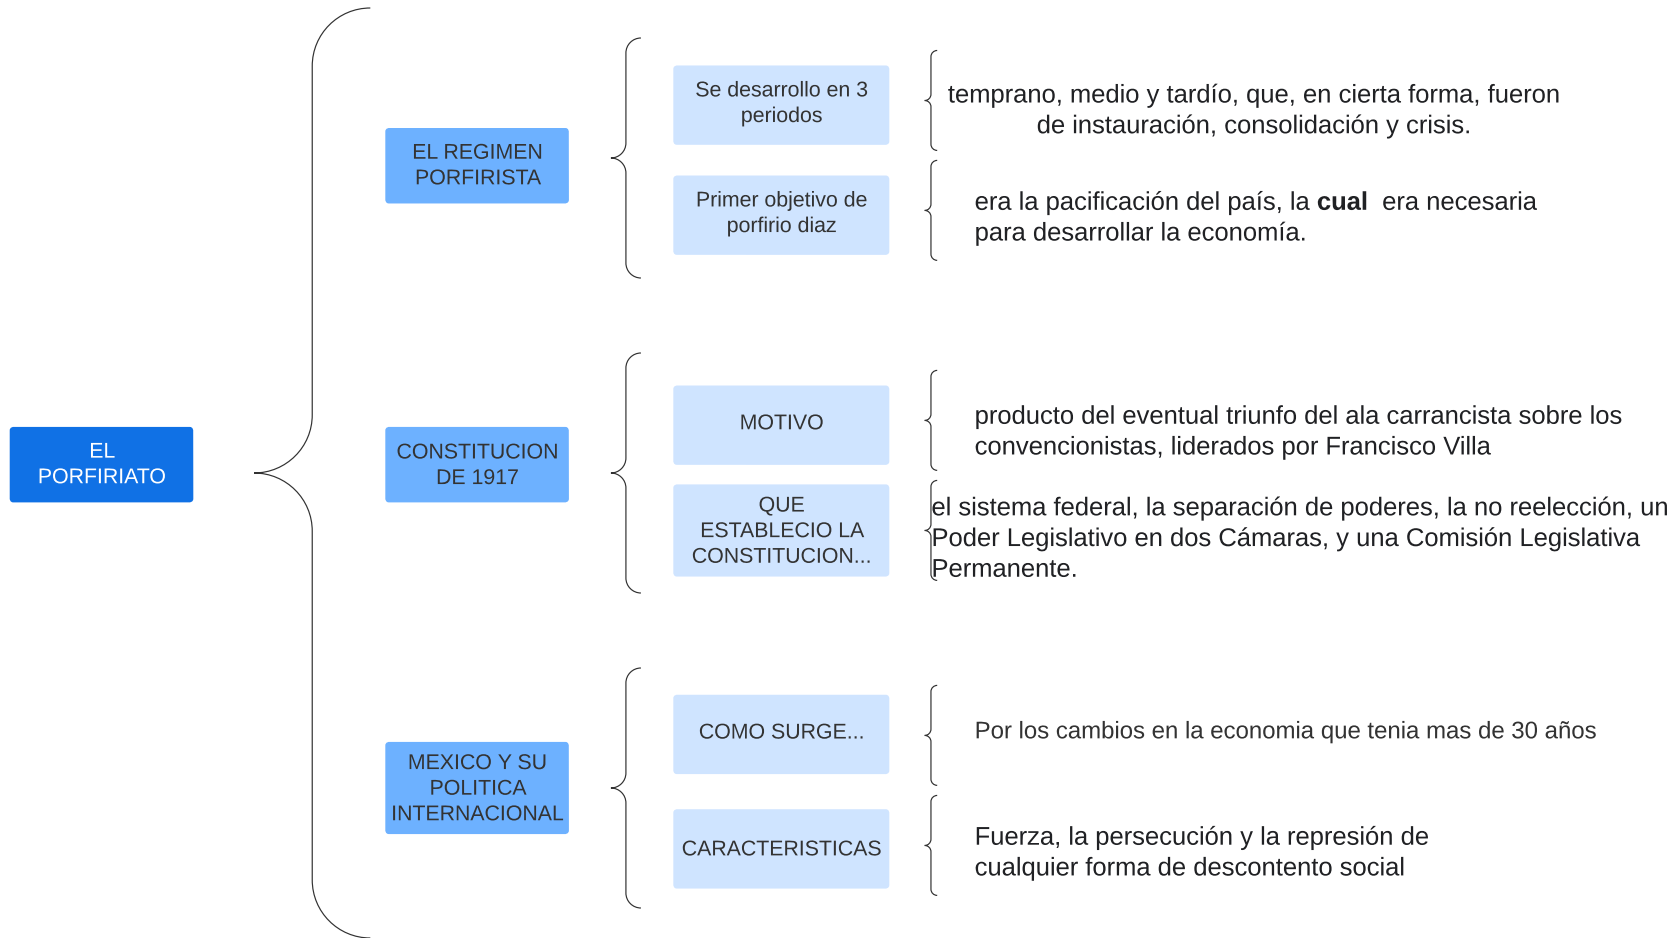 EL
PORFIRIATO
EL REGIMEN
PORFIRISTA
Se desarrollo en 3
periodos
temprano, medio y tardío, que, en cierta forma, fueron
de instauración, consolidación y crisis.
Primer objetivo de
porfirio diaz
era la pacificación del país, la cual era necesaria
para desarrollar la economía.
CONSTITUCION
DE 1917
MOTIVO
producto del eventual triunfo del ala carrancista sobre los
convencionistas, liderados por Francisco Villa
QUE
ESTABLECIO LA
CONSTITUCION...
el sistema federal, la separación de poderes, la no reelección, un
Poder Legislativo en dos Cámaras, y una Comisión Legislativa
Permanente.
MEXICO Y SU
POLITICA
INTERNACIONAL
COMO SURGE...
Por los cambios en la economia que tenia mas de 30 años
CARACTERISTICAS
Fuerza, la persecución y la represión de
cualquier forma de descontento social